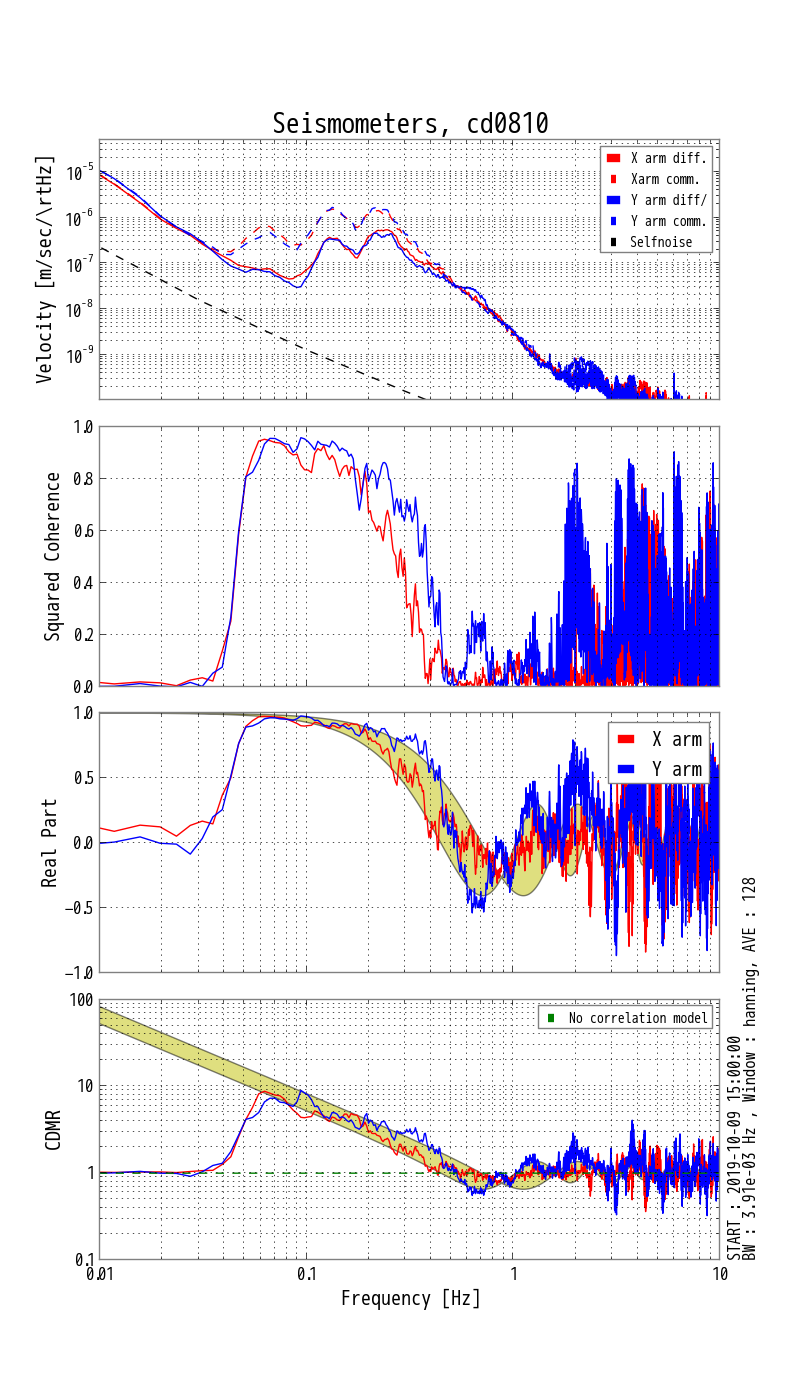 Seismometers, cd0810
Velocity [m/sec/\rtHz]
10^-5
10^-6
10^-7
10^-8
10^-9
X arm diff.
Xarm comm.
Y arm diff/
Y arm comm.
Selfnoise
Squared Coherence
1.0
0.8
0.6
0.4
0.2
0.0
Real Part
1.0
0.5
0.0
−0.5
−1.0
X arm
Y arm
CDMR
100
10
1
0.1
No correlation model
0.01
0.1
1
10
Frequency [Hz]
START : 2019-10-09 15:00:00
BW : 3.91e-03 Hz , Window : hanning, AVE : 128